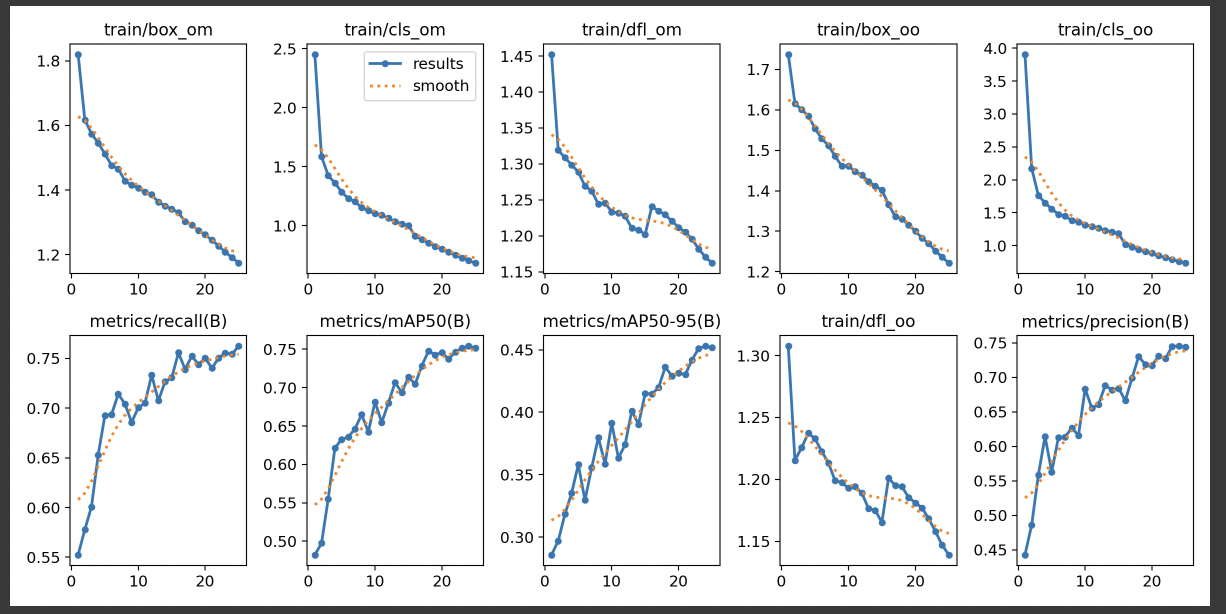 train/box_om
1.8
1.6
1.4
1.2
0 10 20
train/cls_om
results
smooth
2.5
2.0
1.5
1.0
0 10 20
train/dfl_om
1.45
1.40
1.35
1.30
1.25
1.20
1.15
0 10 20
train/box_oo
1.7
1.6
1.5
1.4
1.3
1.2
0 10 20
train/cls_oo
4.0
3.5
3.0
2.5
2.0
1.5
1.0
0 10 20
metrics/recall(B)
0.75
0.70
0.65
0.60
0.55
0 10 20
metrics/mAP50(B)
0.75
0.70
0.65
0.60
0.55
0.50
0 10 20
metrics/mAP50-95(B)
0.45
0.40
0.35
0.30
0 10 20
train/dfl_oo
1.30
1.25
1.20
1.15
0 10 20
metrics/precision(B)
0.75
0.70
0.65
0.60
0.55
0.50
0.45
0 10 20